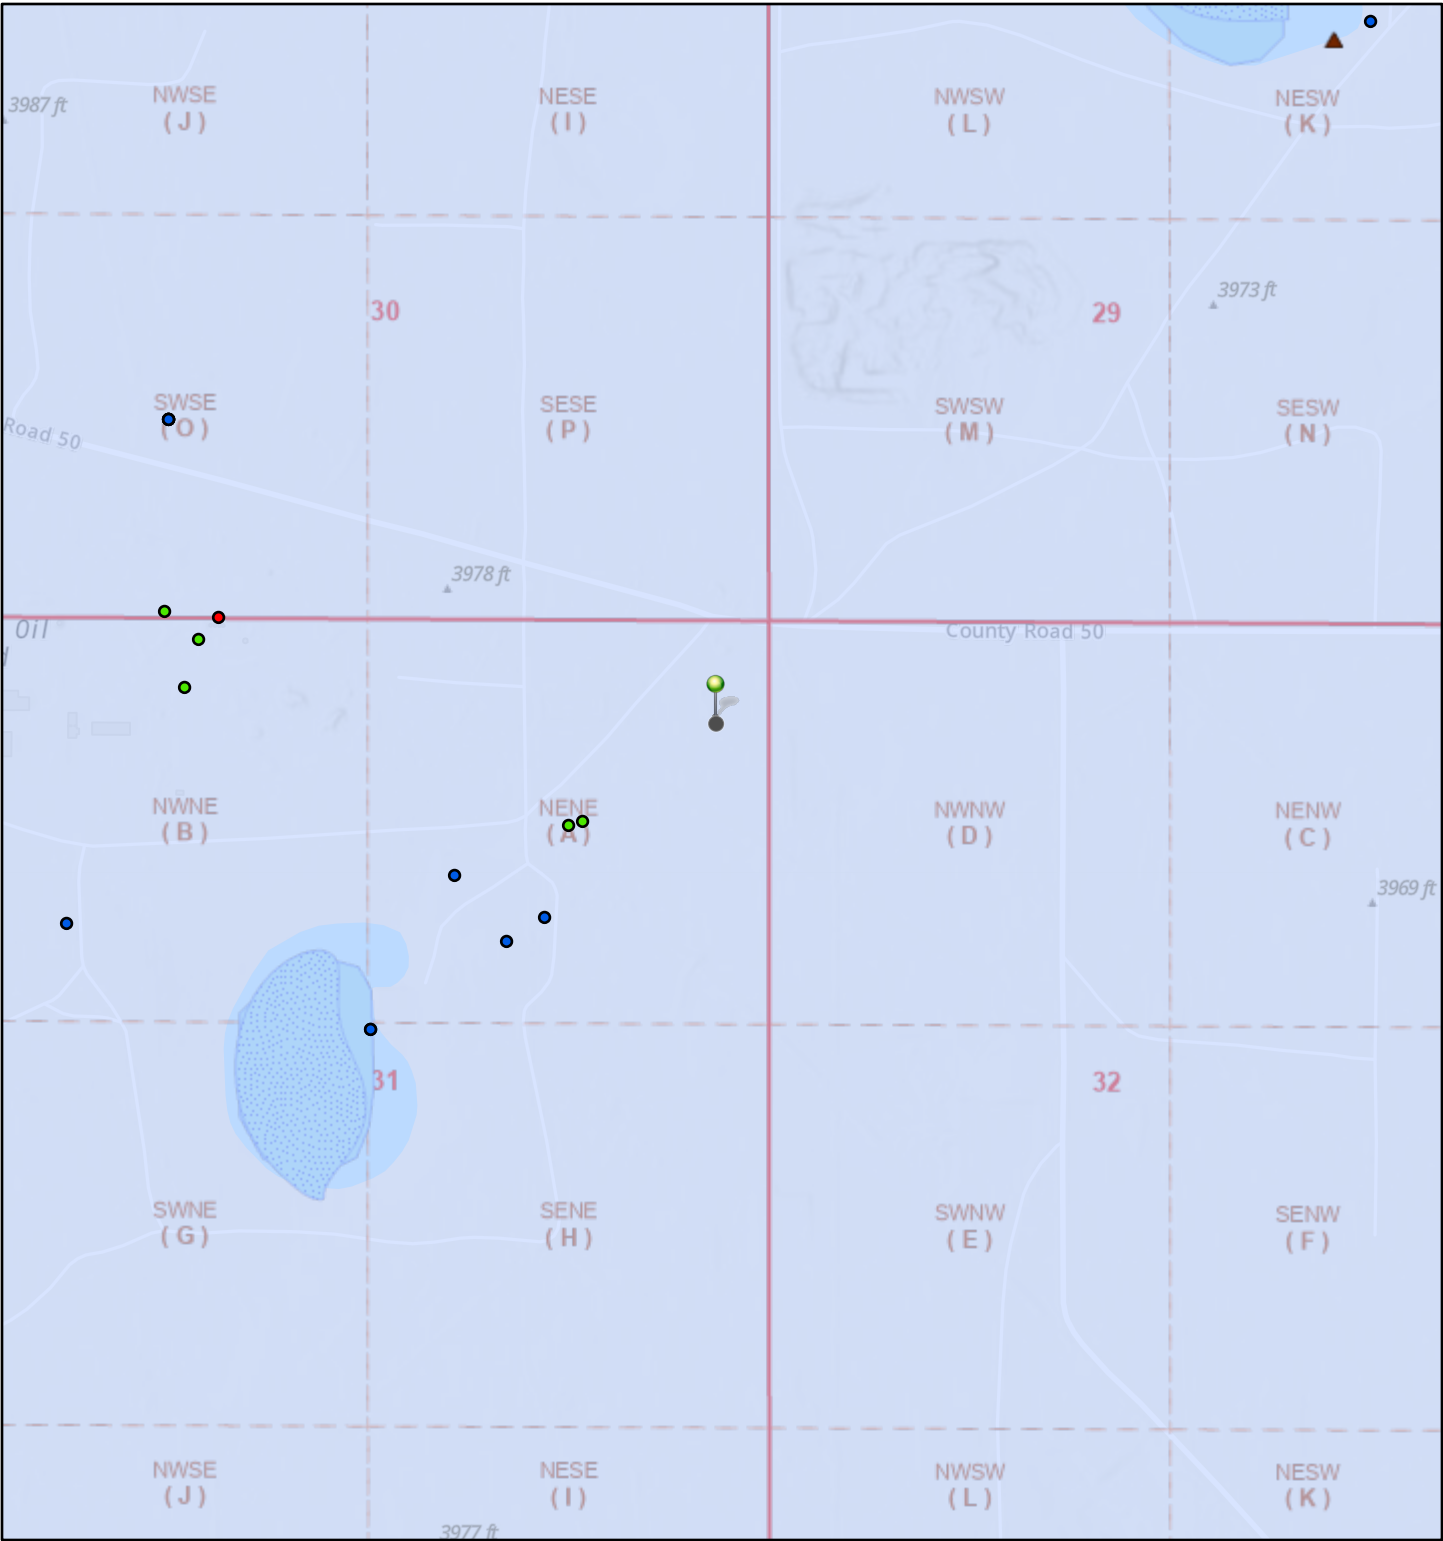 NWSE
(J)
NESE
(I)
NWSW
(L)
NESW
(K)
3987 ft
3973 ft
30
29
SWSE
(O)
SESE
(P)
SWSW
(M)
SESW
(N)
Road 50
3978 ft
Oil
d
County Road 50
NWNE
(B)
NENE
(A)
NWNW
(D)
NENW
(C)
3969 ft
31
32
SWNE
(G)
SENE
(H)
SWNW
(E)
SENW
(F)
NWSE
(J)
NESE
(I)
NWSW
(L)
NESW
(K)
3977 ft